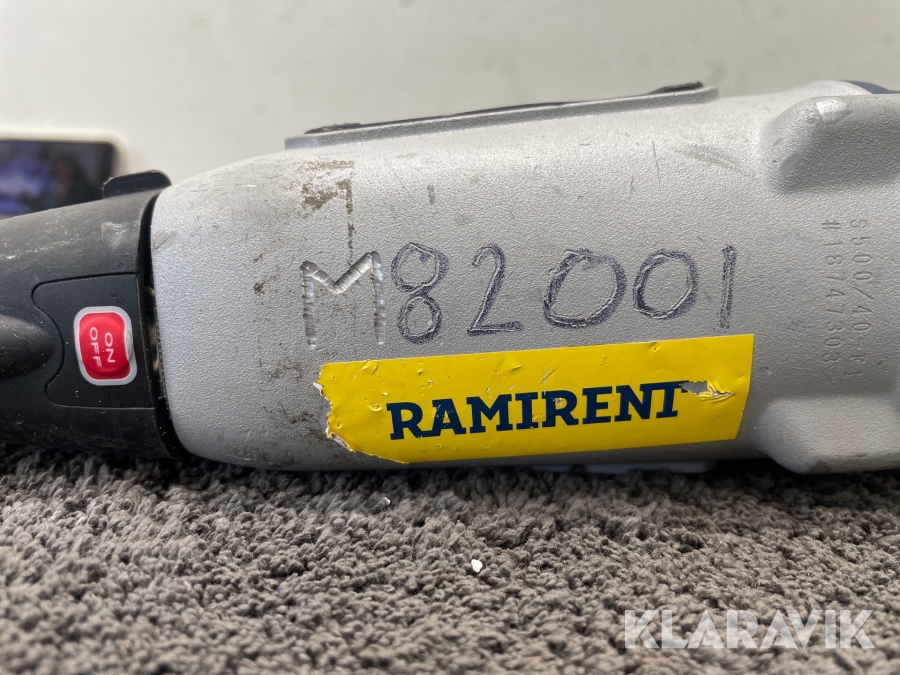 M82001
ON
OFF
RAMIRENT
KLARAVIK